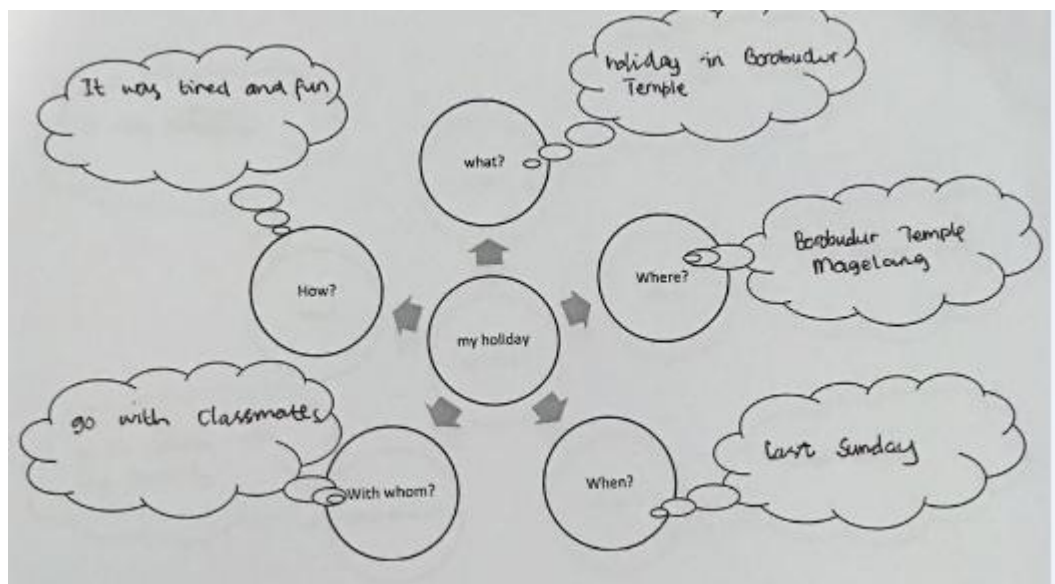 holiday in Borobudur
Temple
what?
It was tired and fun
How?
Where?
Borobudur Temple
Magelang
my holiday
go with Classmates
With whom?
When?
Last Sunday